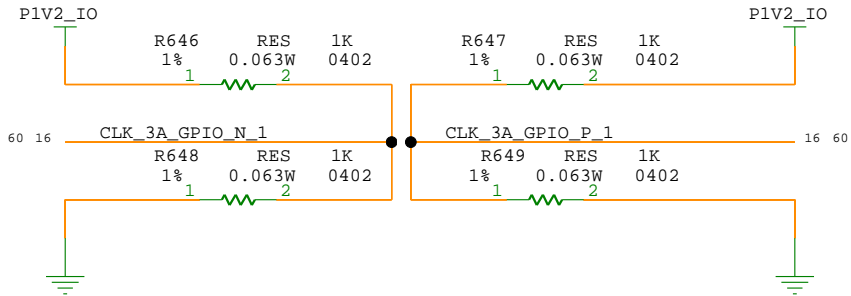 P1V2_IO P1V2_IO
R646 RES 1K R647 RES 1K
1% 0.063W 0402 1% 0.063W 0402
1 2 1 2
60 16 CLK_3A_GPIO_N_1 CLK_3A_GPIO_P_1 16 60
R648 RES 1K R649 RES 1K
1% 0.063W 0402 1% 0.063W 0402
1 2 1 2